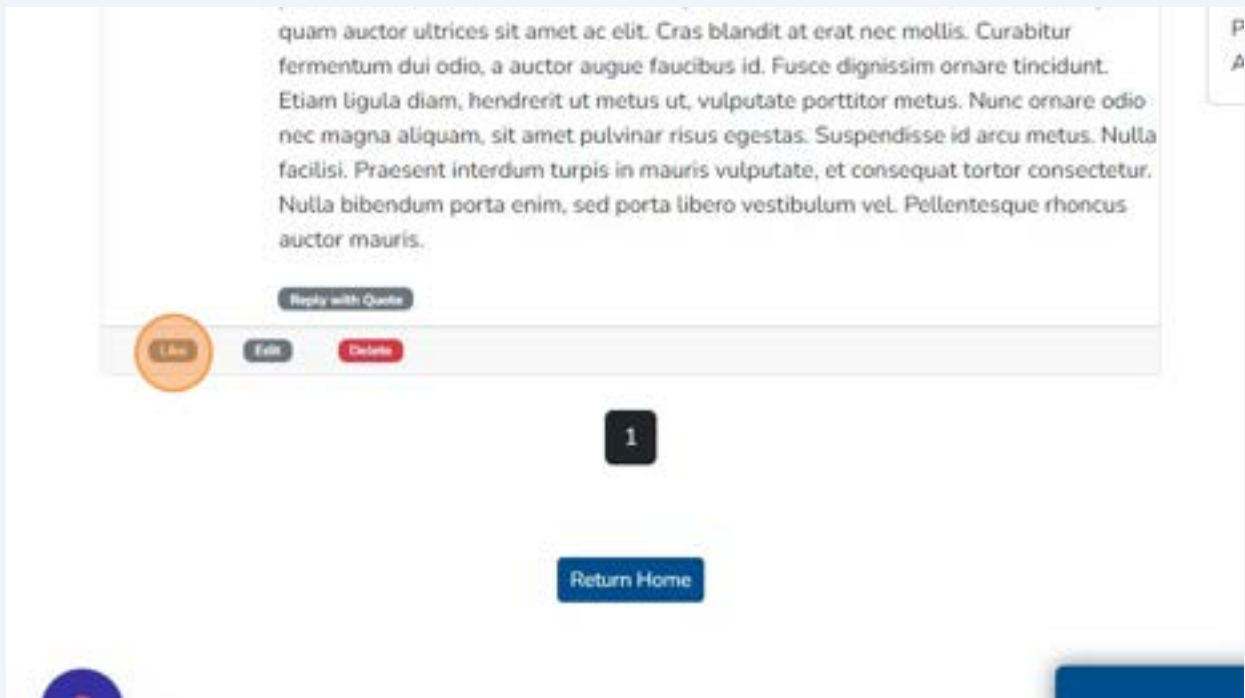 quam auctor ultrices sit amet ac elit. Cras blandit at erat nec mollis. Curabitur
fermentum dui odio, a auctor augue faucibus id. Fusce dignissim ornare tincidunt.
Etiam ligula diam, hendrerit ut metus ut, vulputate porttitor metus. Nunc ornare odio
nec magna aliquam, sit amet pulvinar risus egestas. Suspendisse id arcu metus. Nulla
facilisi. Praesent interdum turpis in mauris vulputate, et consequat tortor consectetur.
Nulla bibendum porta enim, sed porta libero vestibulum vel. Pellentesque rhoncus
auctor mauris.
Reply with Quote
Like Edit Delete
1
Return Home